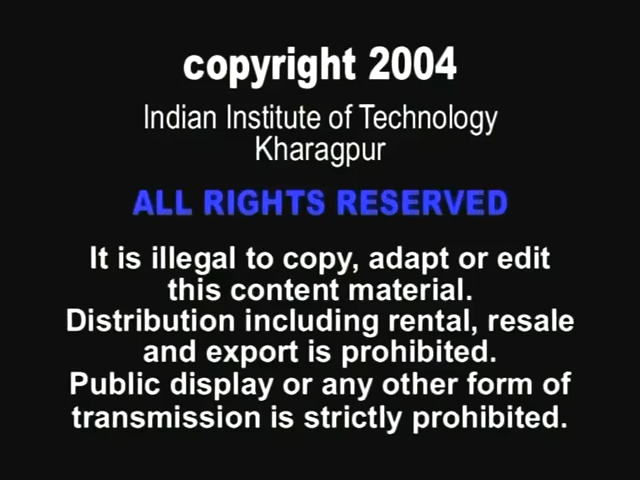 copyright 2004
Indian Institute of Technology
Kharagpur
ALL RIGHTS RESERVED
It is illegal to copy, adapt or edit
this content material.
Distribution including rental, resale
and export is prohibited.
Public display or any other form of
transmission is strictly prohibited.